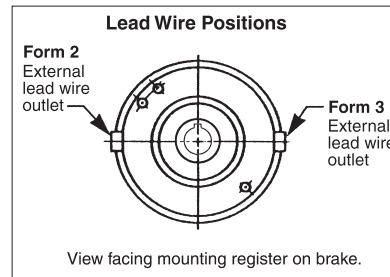 Lead Wire Positions
Form 2
External
lead wire
outlet
Form 3
External
lead wire
outlet
View facing mounting register on brake.